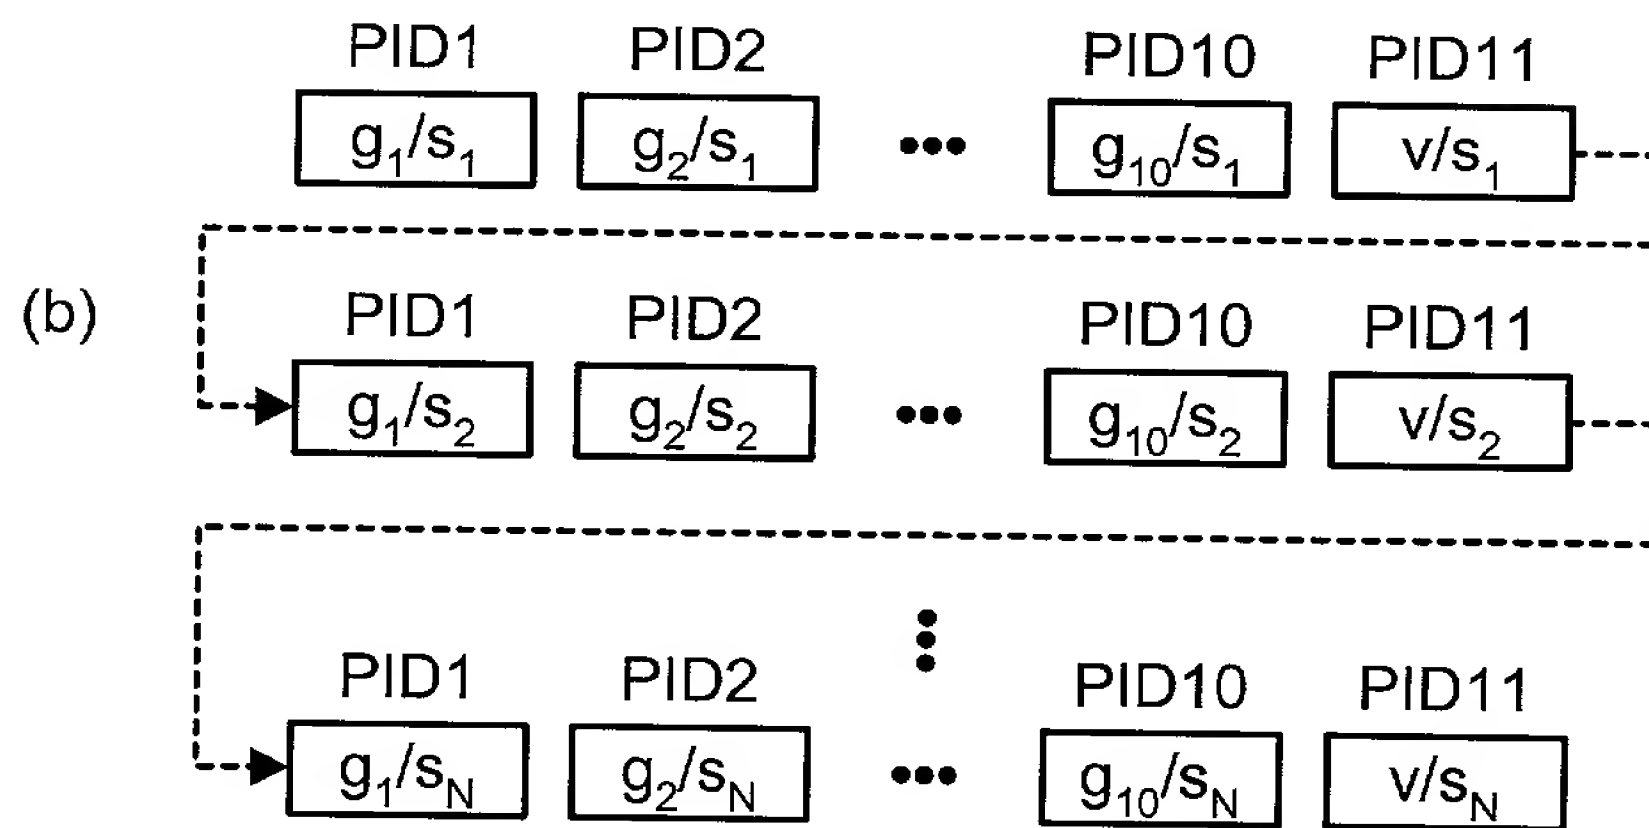 PID1 PID2 PID10 PID11
g1/s1 g2/s1 ••• g10/s1 v/s1
(b)
PID1 PID2 PID10 PID11
g1/s2 g2/s2 ••• g10/s2 v/s2
PID1 PID2 PID10 PID11
g1/sN g2/sN ••• g10/sN v/sN